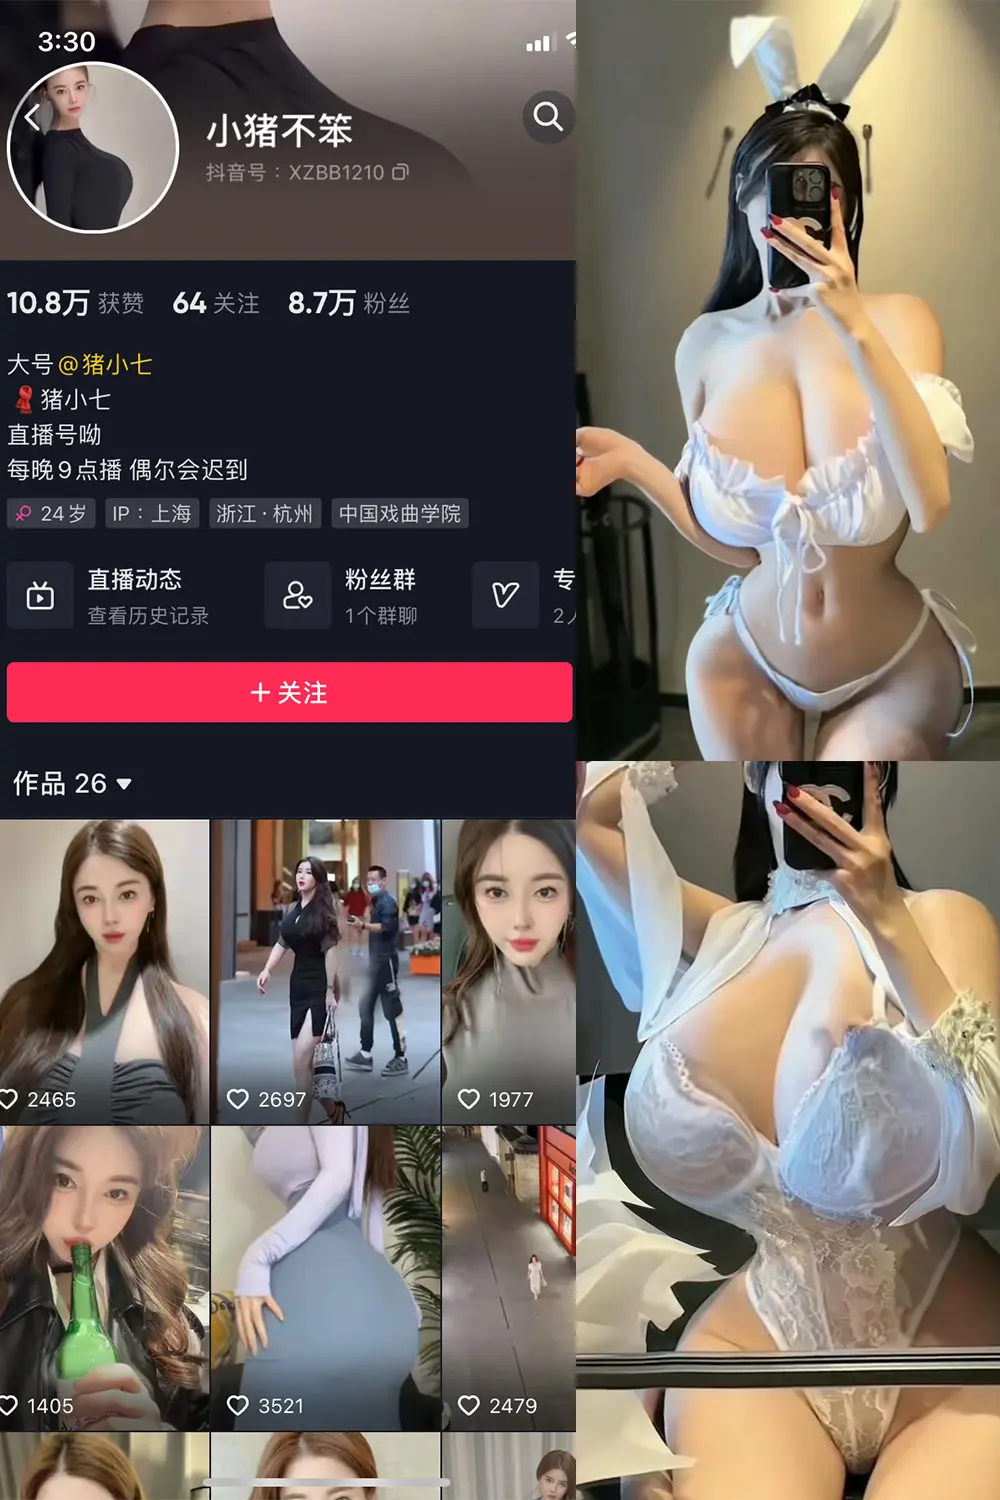 3:30
小猪不笨
抖音号：XZBB1210
10.8万 获赞 64 关注 8.7万 粉丝
大号@猪小七
猪小七
直播号呦
每晚9点播 偶尔会迟到
24岁 IP：上海 浙江·杭州 中国戏曲学院
直播动态 粉丝群 专
查看历史记录 1个群聊 2
＋关注
作品 26
2465 2697 1977
1405 3521 2479